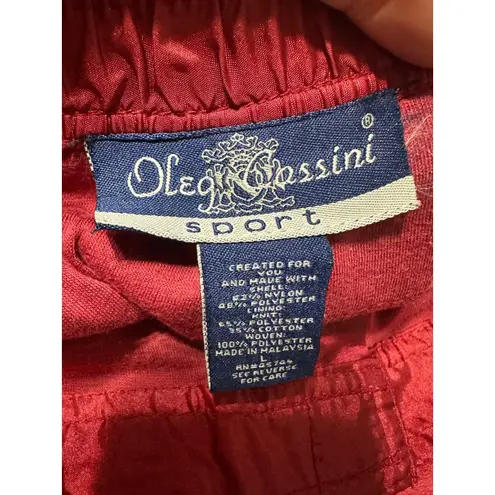 Oleg Cassini ®
sport
CREATED FOR
YOU
AND MADE WITH
SHELL:
52% NYLON
48% POLYESTER
LINING:
KNIT:
65% POLYESTER
35% COTTON
WOVEN:
100% POLYESTER
MADE IN MALAYSIA
L
SEE REVERSE
FOR CARE